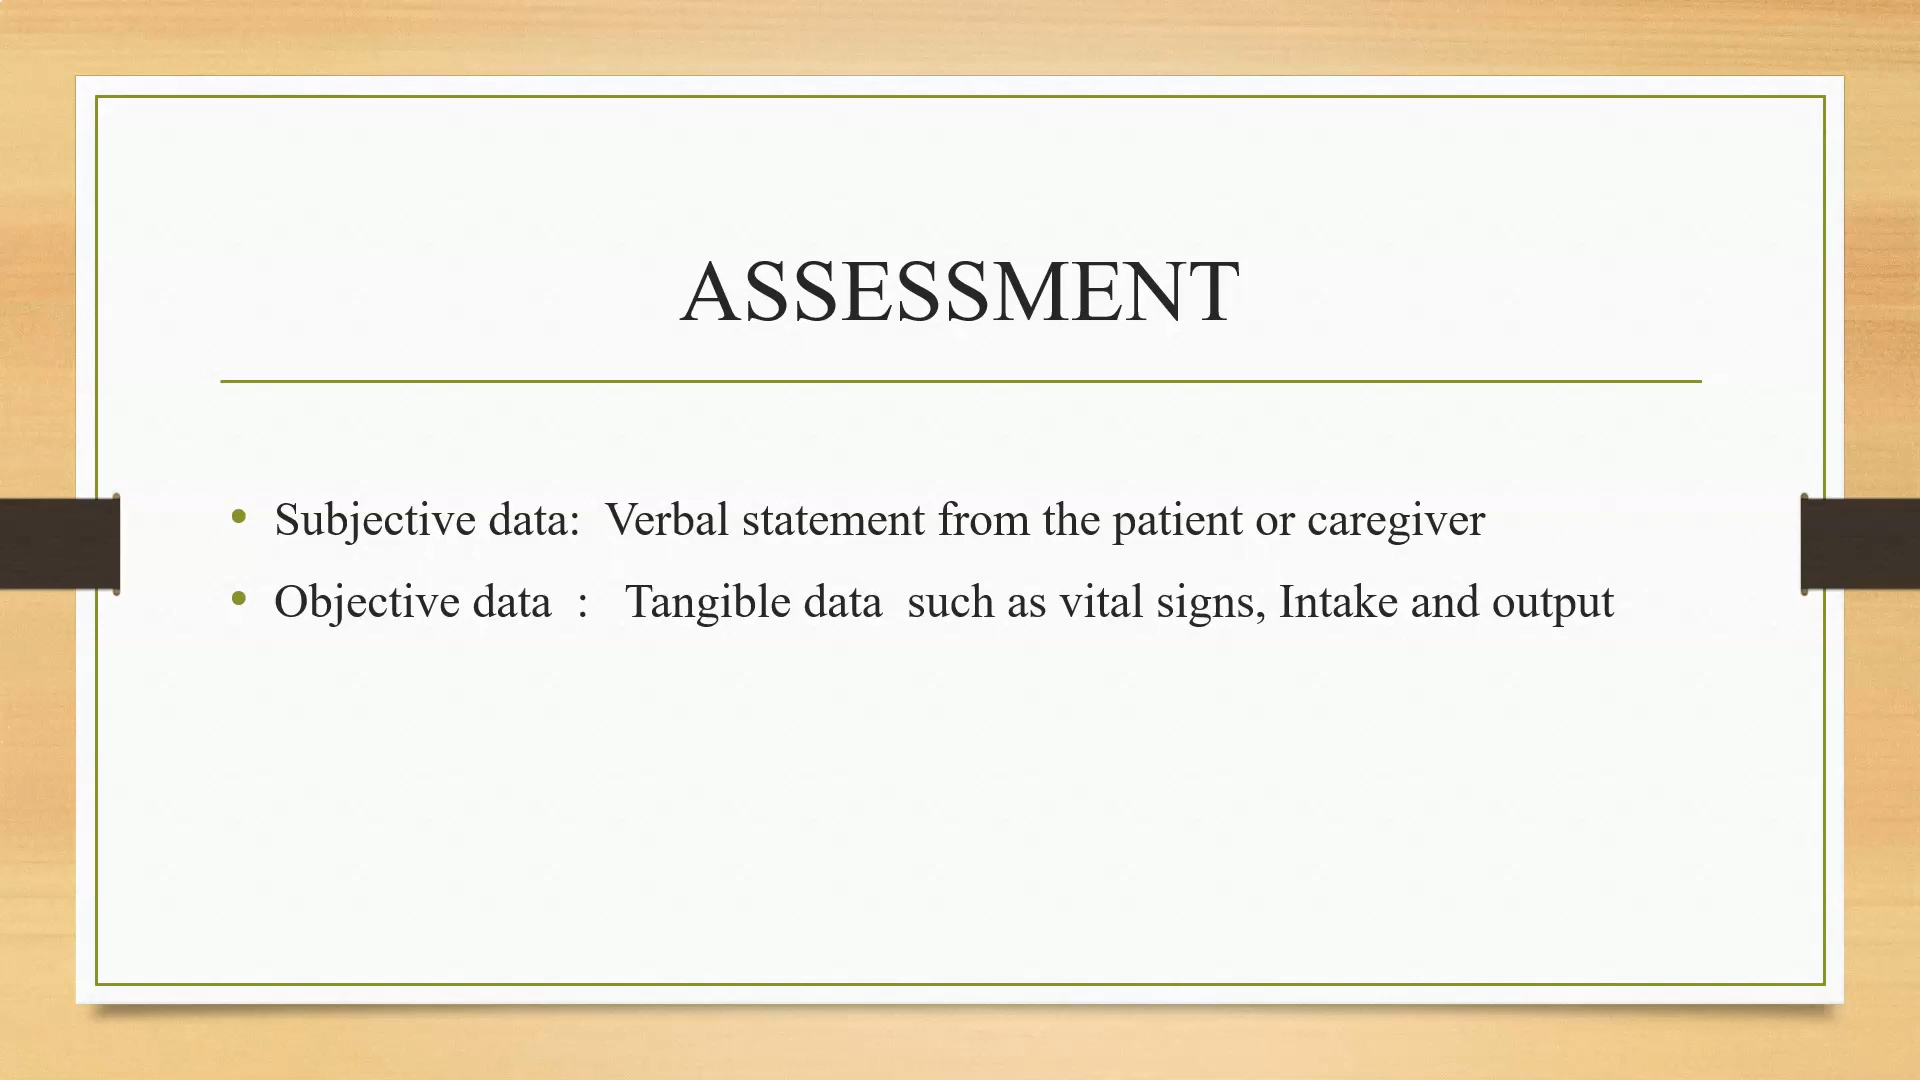 ASSESSMENT
• Subjective data:  Verbal statement from the patient or caregiver
• Objective data  :   Tangible data  such as vital signs, Intake and output